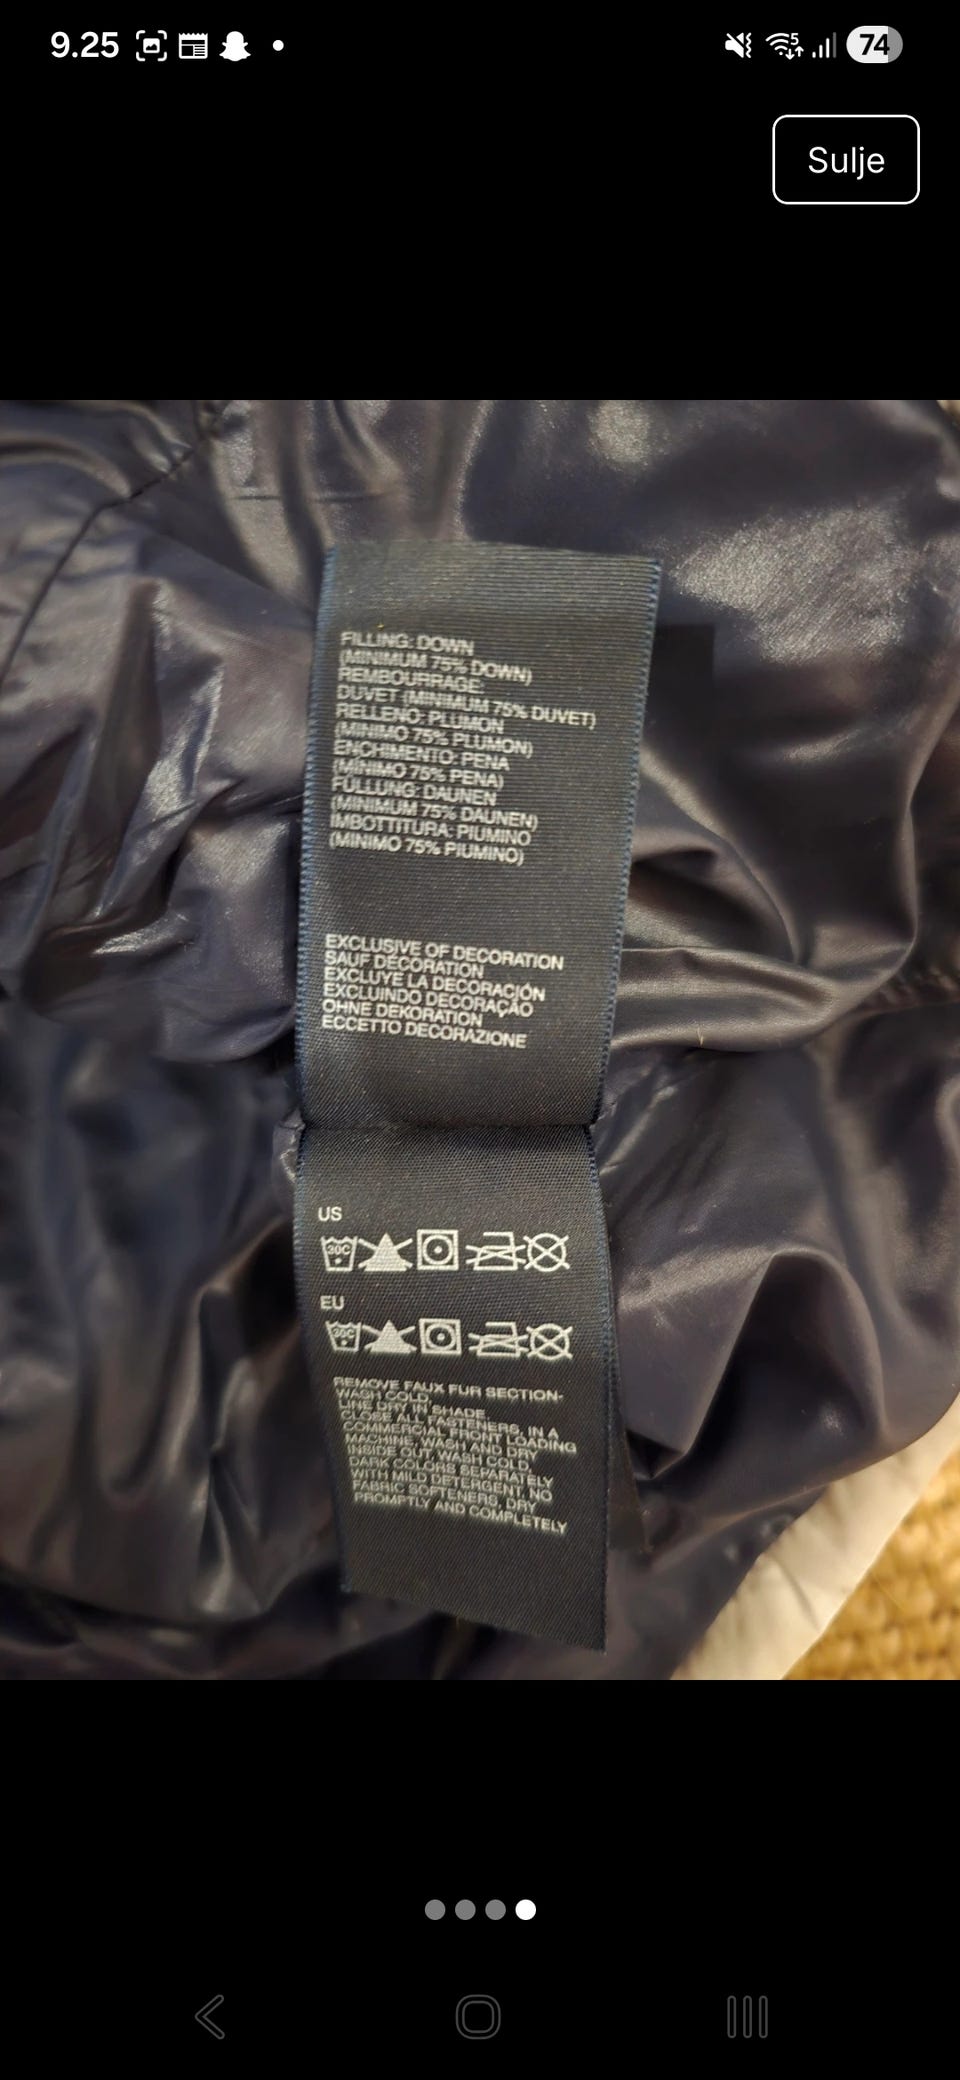 9.25
5
74
Sulje
FILLING: DOWN
(MINIMUM 75% DOWN)
REMBOURRAGE:
DUVET (MINIMUM 75% DUVET)
RELLENO: PLUMON
(MINIMO 75% PLUMON)
ENCHIMENTO: PENA
(MÍNIMO 75% PENA)
FÜLLUNG: DAUNEN
(MINIMUM 75% DAUNEN)
IMBOTTITURA: PIUMINO
(MINIMO 75% PIUMINO)
EXCLUSIVE OF DECORATION
SAUF DÉCORATION
EXCLUYE LA DECORACIÓN
EXCLUINDO DECORAÇÃO
OHNE DEKORATION
ECCETTO DECORAZIONE
US
30C
EU
30C
REMOVE FAUX FUR SECTION-
WASH COLD,
LINE DRY IN SHADE.
CLOSE ALL FASTENERS, IN A
COMMERCIAL FRONT LOADING
MACHINE, WASH AND DRY
INSIDE OUT, WASH COLD,
DARK COLORS SEPARATELY
WITH MILD DETERGENT, NO
FABRIC SOFTENERS, DRY
PROMPTLY AND COMPLETELY